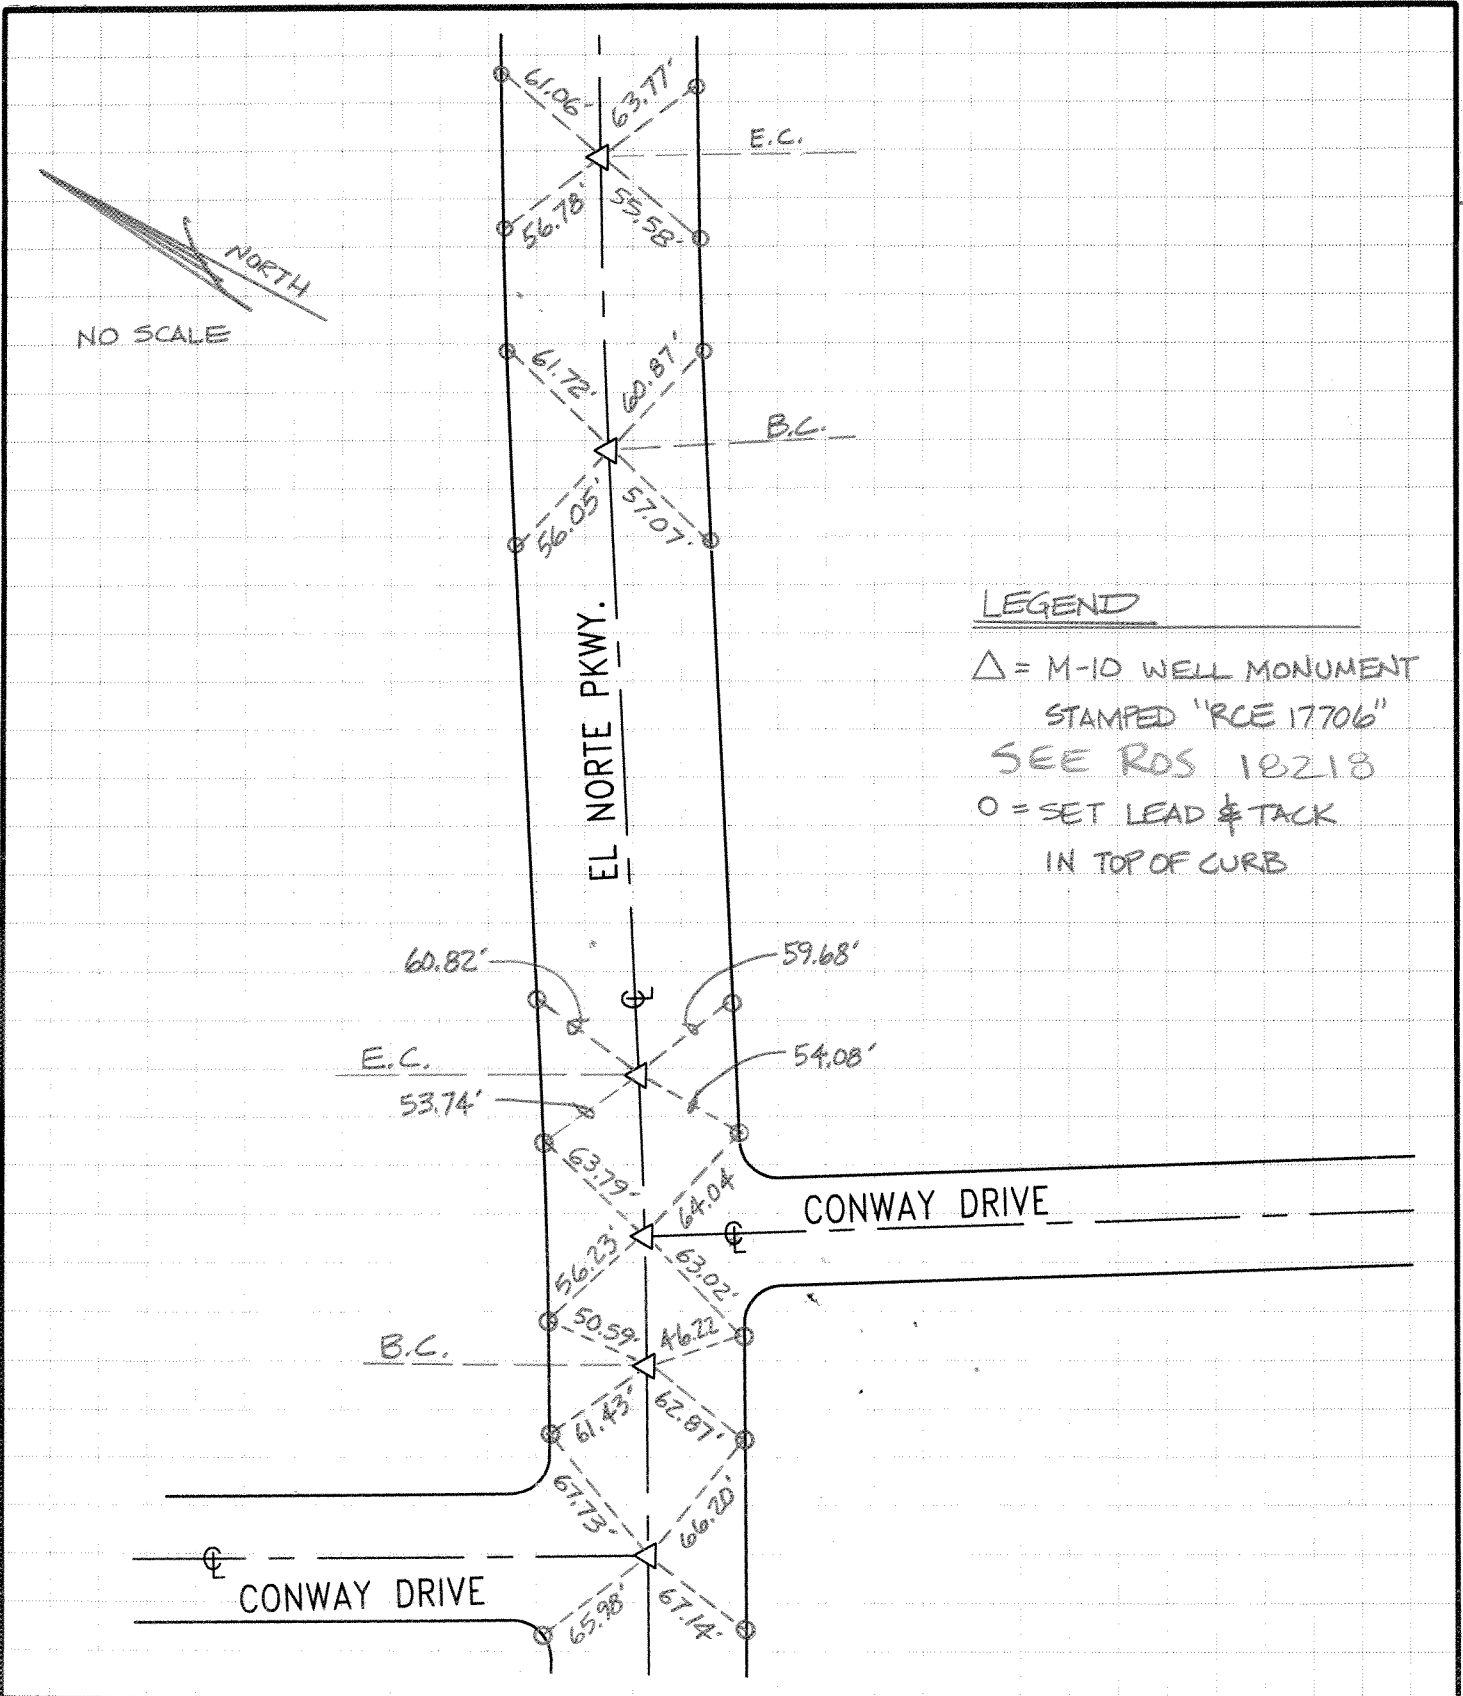 61.06'
63.77'
E.C.
56.78'
55.58'
NORTH
NO SCALE
61.72'
60.87'
B.C.
56.05'
57.07'
EL NORTE PKWY.
LEGEND
△ = M-10 WELL MONUMENT
STAMPED "RCE 17706"
SEE ROS 18218
O = SET LEAD & TACK
IN TOP OF CURB
60.82'
59.68'
℄
E.C.
54.08'
53.74'
63.79'
64.04
CONWAY DRIVE
℄
56.23'
63.02'
50.59'
46.22
B.C.
61.43'
62.87'
67.73'
66.20'
℄
CONWAY DRIVE
65.98'
67.14'